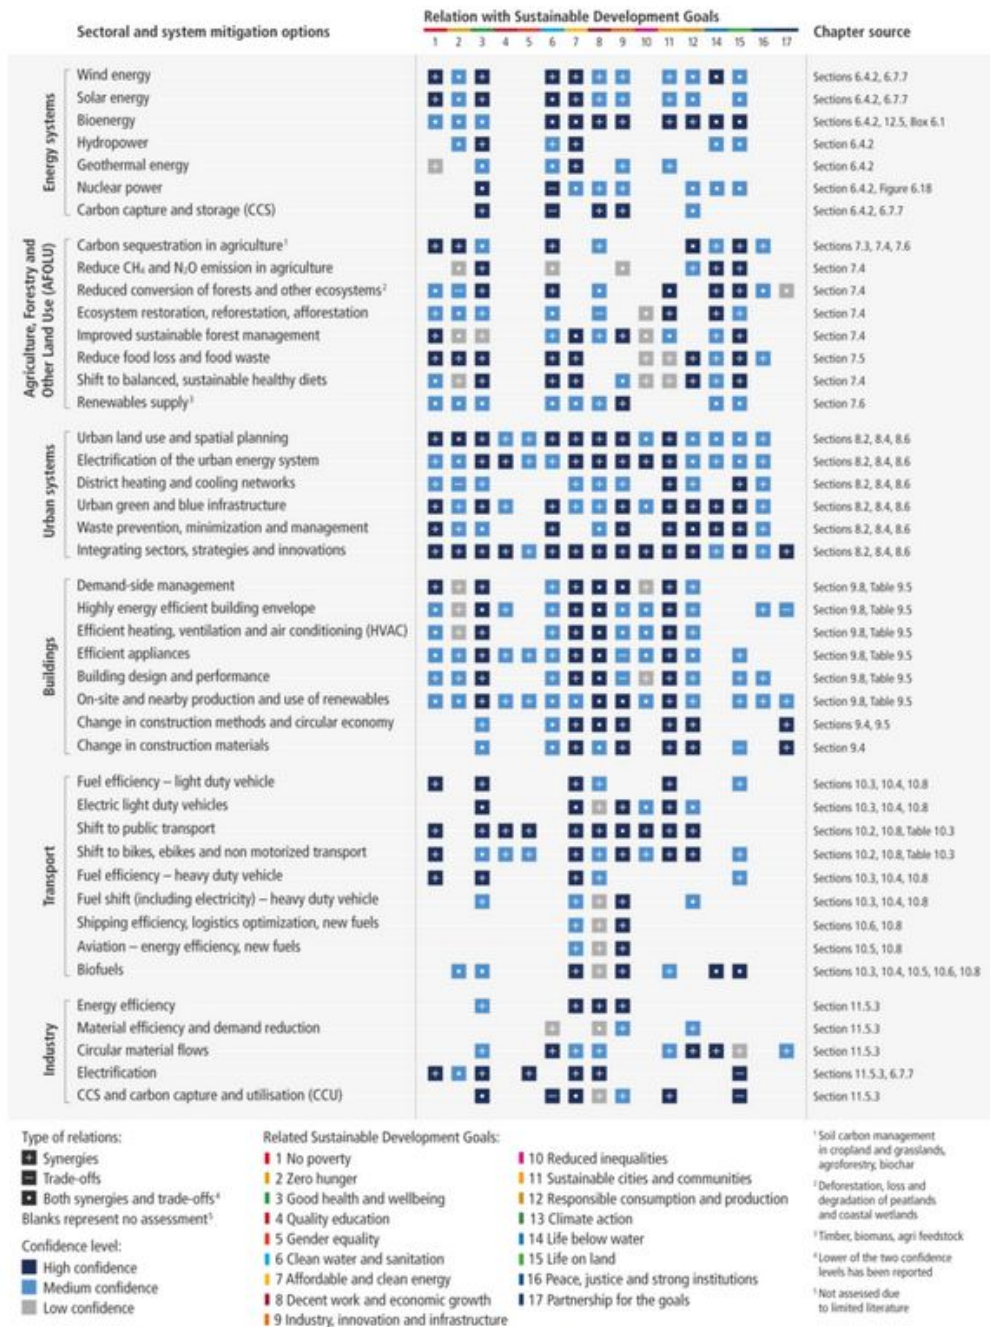 Relation with Sustainable Development Goals
Sectoral and system mitigation options
1 2 3 4 5 6 7 8 9 10 11 12 14 15 16 17
Chapter source
Energy systems
Wind energy
Sections 6.4.2, 6.7.7
Solar energy
Sections 6.4.2, 6.7.7
Bioenergy
Sections 6.4.2, 12.5, Box 6.1
Hydropower
Section 6.4.2
Geothermal energy
Section 6.4.2
Nuclear power
Section 6.4.2, Figure 6.18
Carbon capture and storage (CCS)
Section 6.4.2, 6.7.7
Agriculture, Forestry and
Other Land Use (AFOLU)
Carbon sequestration in agriculture¹
Sections 7.3, 7.4, 7.6
Reduce CH₄ and N₂O emission in agriculture
Section 7.4
Reduced conversion of forests and other ecosystems²
Section 7.4
Ecosystem restoration, reforestation, afforestation
Section 7.4
Improved sustainable forest management
Section 7.4
Reduce food loss and food waste
Section 7.5
Shift to balanced, sustainable healthy diets
Section 7.4
Renewables supply³
Section 7.6
Urban systems
Urban land use and spatial planning
Sections 8.2, 8.4, 8.6
Electrification of the urban energy system
Sections 8.2, 8.4, 8.6
District heating and cooling networks
Sections 8.2, 8.4, 8.6
Urban green and blue infrastructure
Sections 8.2, 8.4, 8.6
Waste prevention, minimization and management
Sections 8.2, 8.4, 8.6
Integrating sectors, strategies and innovations
Sections 8.2, 8.4, 8.6
Buildings
Demand-side management
Section 9.8, Table 9.5
Highly energy efficient building envelope
Section 9.8, Table 9.5
Efficient heating, ventilation and air conditioning (HVAC)
Section 9.8, Table 9.5
Efficient appliances
Section 9.8, Table 9.5
Building design and performance
Section 9.8, Table 9.5
On-site and nearby production and use of renewables
Section 9.8, Table 9.5
Change in construction methods and circular economy
Sections 9.4, 9.5
Change in construction materials
Section 9.4
Transport
Fuel efficiency – light duty vehicle
Sections 10.3, 10.4, 10.8
Electric light duty vehicles
Sections 10.3, 10.4, 10.8
Shift to public transport
Sections 10.2, 10.8, Table 10.3
Shift to bikes, ebikes and non motorized transport
Sections 10.2, 10.8, Table 10.3
Fuel efficiency – heavy duty vehicle
Sections 10.3, 10.4, 10.8
Fuel shift (including electricity) – heavy duty vehicle
Sections 10.3, 10.4, 10.8
Shipping efficiency, logistics optimization, new fuels
Sections 10.6, 10.8
Aviation – energy efficiency, new fuels
Sections 10.5, 10.8
Biofuels
Sections 10.3, 10.4, 10.5, 10.6, 10.8
Industry
Energy efficiency
Section 11.5.3
Material efficiency and demand reduction
Section 11.5.3
Circular material flows
Section 11.5.3
Electrification
Sections 11.5.3, 6.7.7
CCS and carbon capture and utilisation (CCU)
Section 11.5.3
Type of relations:
Synergies
Trade-offs
Both synergies and trade-offs⁴
Blanks represent no assessment⁵
Confidence level:
High confidence
Medium confidence
Low confidence
Related Sustainable Development Goals:
1 No poverty
2 Zero hunger
3 Good health and wellbeing
4 Quality education
5 Gender equality
6 Clean water and sanitation
7 Affordable and clean energy
8 Decent work and economic growth
9 Industry, innovation and infrastructure
10 Reduced inequalities
11 Sustainable cities and communities
12 Responsible consumption and production
13 Climate action
14 Life below water
15 Life on land
16 Peace, justice and strong institutions
17 Partnership for the goals
¹ Soil carbon management
in cropland and grasslands,
agroforestry, biochar
² Deforestation, loss and
degradation of peatlands
and coastal wetlands
³ Timber, biomass, agri feedstock
⁴ Lower of the two confidence
levels has been reported
⁵ Not assessed due
to limited literature